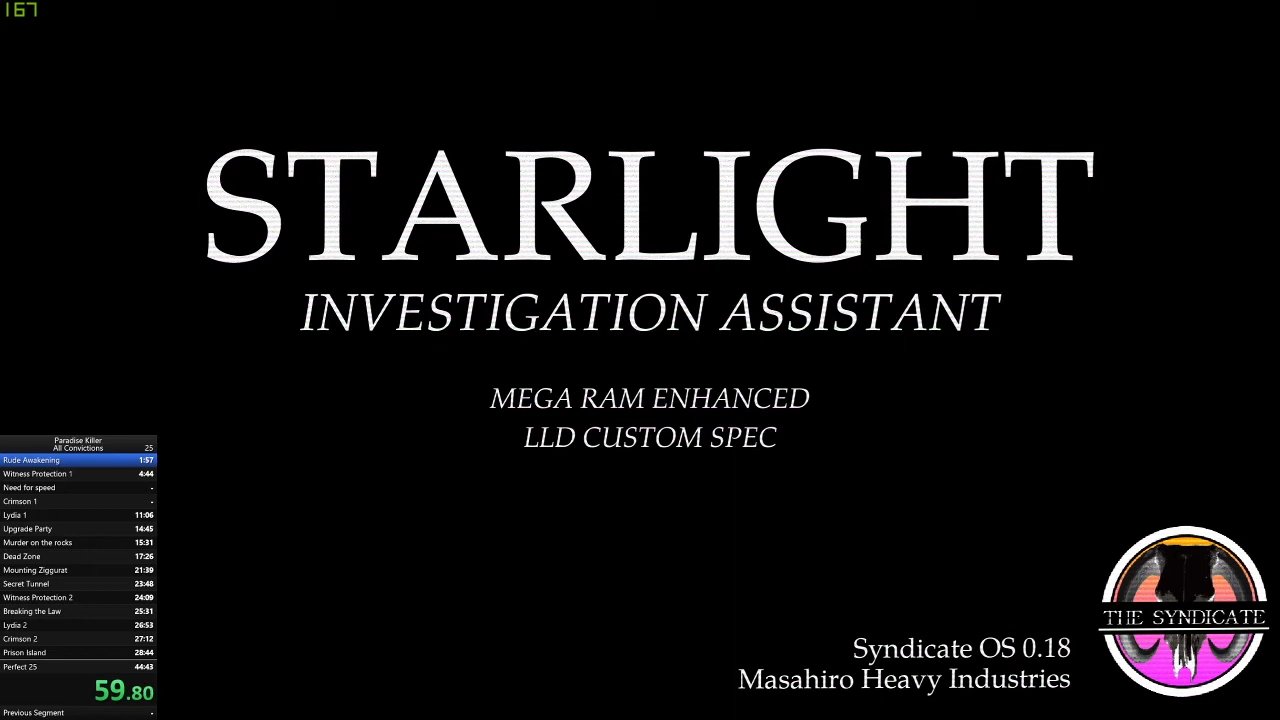 167
STARLIGHT
INVESTIGATION ASSISTANT
MEGA RAM ENHANCED
LLD CUSTOM SPEC
Paradise Killer
All Convictions 25
Rude Awakening 1:57
Witness Protection 1 4:44
Need for speed -
Crimson 1 -
Lydia 1 11:06
Upgrade Party 14:45
Murder on the rocks 15:31
Dead Zone 17:26
Mounting Ziggurat 21:39
Secret Tunnel 23:48
Witness Protection 2 24:09
Breaking the Law 25:31
Lydia 2 26:53
Crimson 2 27:12
Prison Island 28:44
Perfect 25 44:43
59.80
Previous Segment -
THE SYNDICATE
Syndicate OS 0.18
Masahiro Heavy Industries